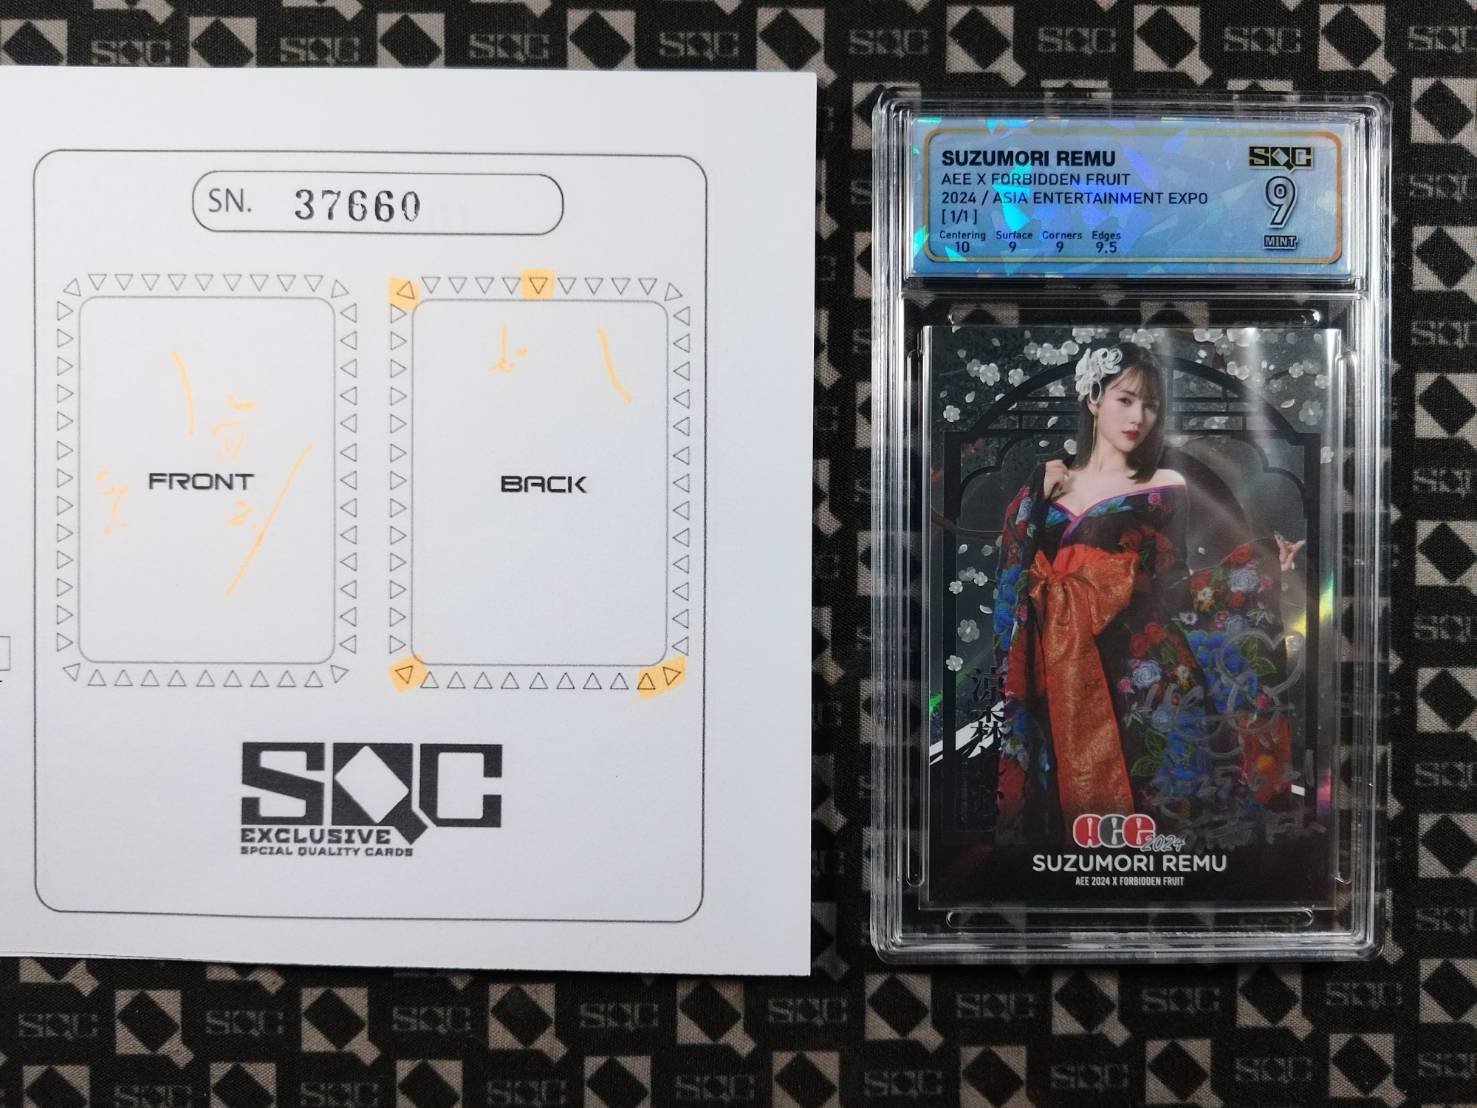 SN. 37660
FRONT
BACK
SQC
EXCLUSIVE
SPCIAL QUALITY CARDS
SUZUMORI REMU
AEE X FORBIDDEN FRUIT
2024 / ASIA ENTERTAINMENT EXPO
[ 1/1 ]
Centering Surface Corners Edges
10 9 9 9.5
SQC
9
MINT
涼森
Aee
2024
SUZUMORI REMU
AEE 2024 X FORBIDDEN FRUIT